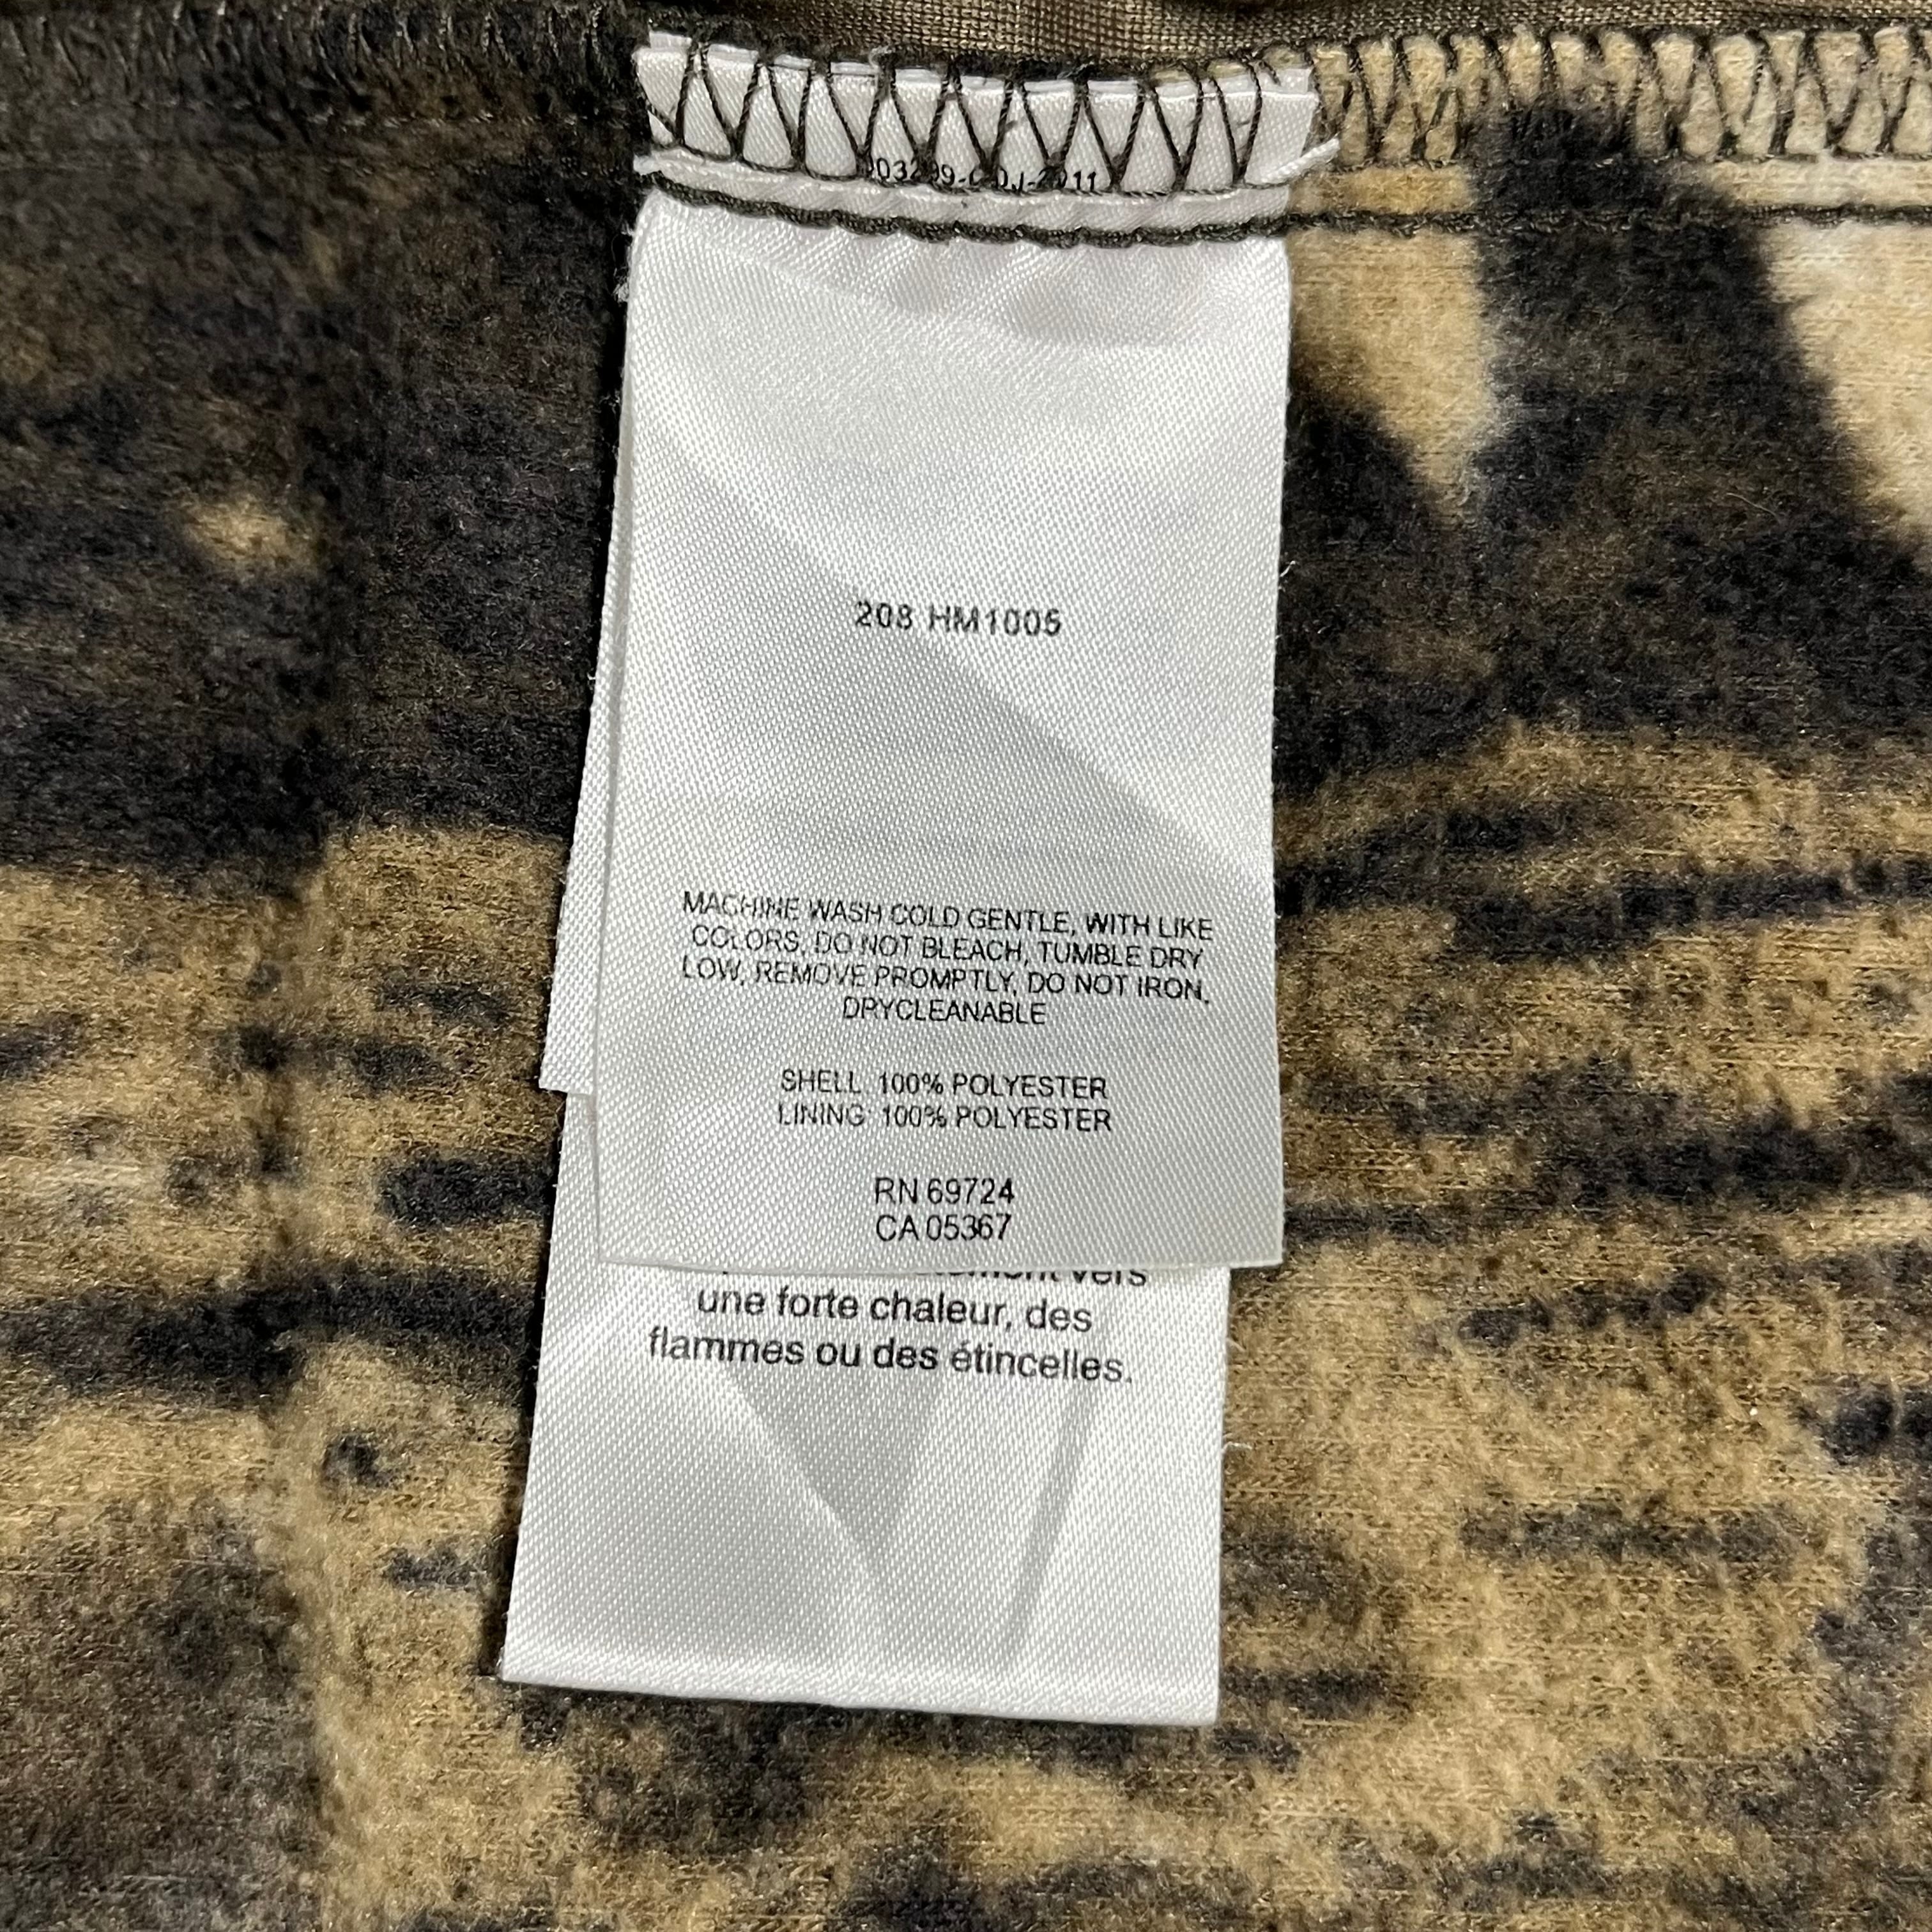 208 HM1005
MACHINE WASH COLD GENTLE, WITH LIKE
COLORS, DO NOT BLEACH, TUMBLE DRY
LOW, REMOVE PROMPTLY, DO NOT IRON,
DRYCLEANABLE
SHELL 100% POLYESTER
LINING: 100% POLYESTER
RN 69724
CA 05367
vers
une forte chaleur, des
flammes ou des étincelles.